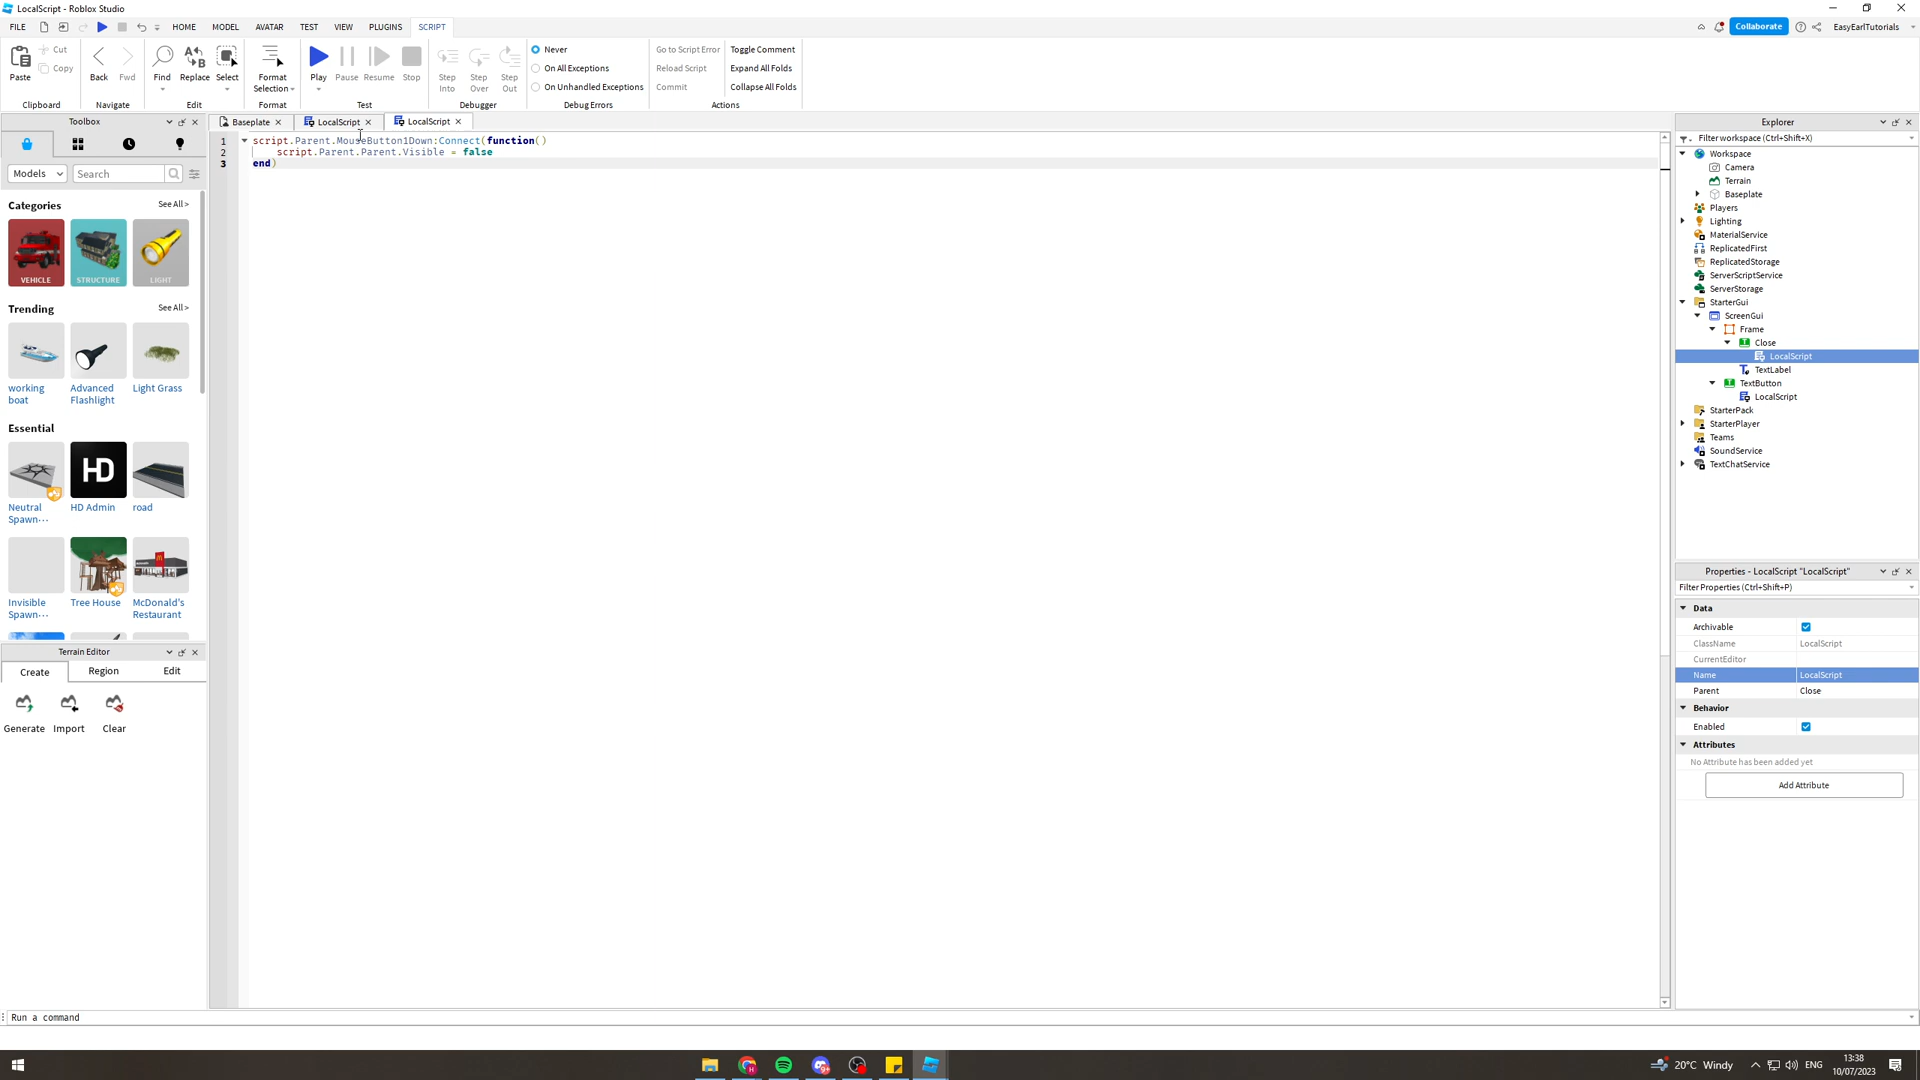 LocalScript - Roblox Studio
FILE HOME MODEL AVATAR TEST VIEW PLUGINS SCRIPT Collaborate EasyEarlTutorials
Paste Cut Copy Back Fwd Find Replace Select Format Selection Play Pause Resume Stop Step Into Step Over Step Out
Never Go to Script Error Toggle Comment
On All Exceptions Reload Script Expand All Folds
On Unhandled Exceptions Commit Collapse All Folds
Clipboard Navigate Edit Format Test Debugger Debug Errors Actions
Toolbox
Models Search
Categories See All >
VEHICLE STRUCTURE LIGHT
Trending See All >
working boat
Advanced Flashlight
Light Grass
Essential
HD
Neutral Spawn...
HD Admin
road
Invisible Spawn...
Tree House
McDonald's Restaurant
Terrain Editor
Create Region Edit
Generate Import Clear
Baseplate LocalScript LocalScript
1 script.Parent.MouseButton1Down:Connect(function()
2 script.Parent.Parent.Visible = false
3 end)
Explorer
Filter workspace (Ctrl+Shift+X)
Workspace
Camera
Terrain
Baseplate
Players
Lighting
MaterialService
ReplicatedFirst
ReplicatedStorage
ServerScriptService
ServerStorage
StarterGui
ScreenGui
Frame
Close
LocalScript
TextLabel
TextButton
LocalScript
StarterPack
StarterPlayer
Teams
SoundService
TextChatService
Properties - LocalScript "LocalScript"
Filter Properties (Ctrl+Shift+P)
Data
Archivable
ClassName LocalScript
CurrentEditor
Name LocalScript
Parent Close
Behavior
Enabled
Attributes
No Attribute has been added yet
Add Attribute
Run a command
20°C Windy ENG 13:38
10/07/2023